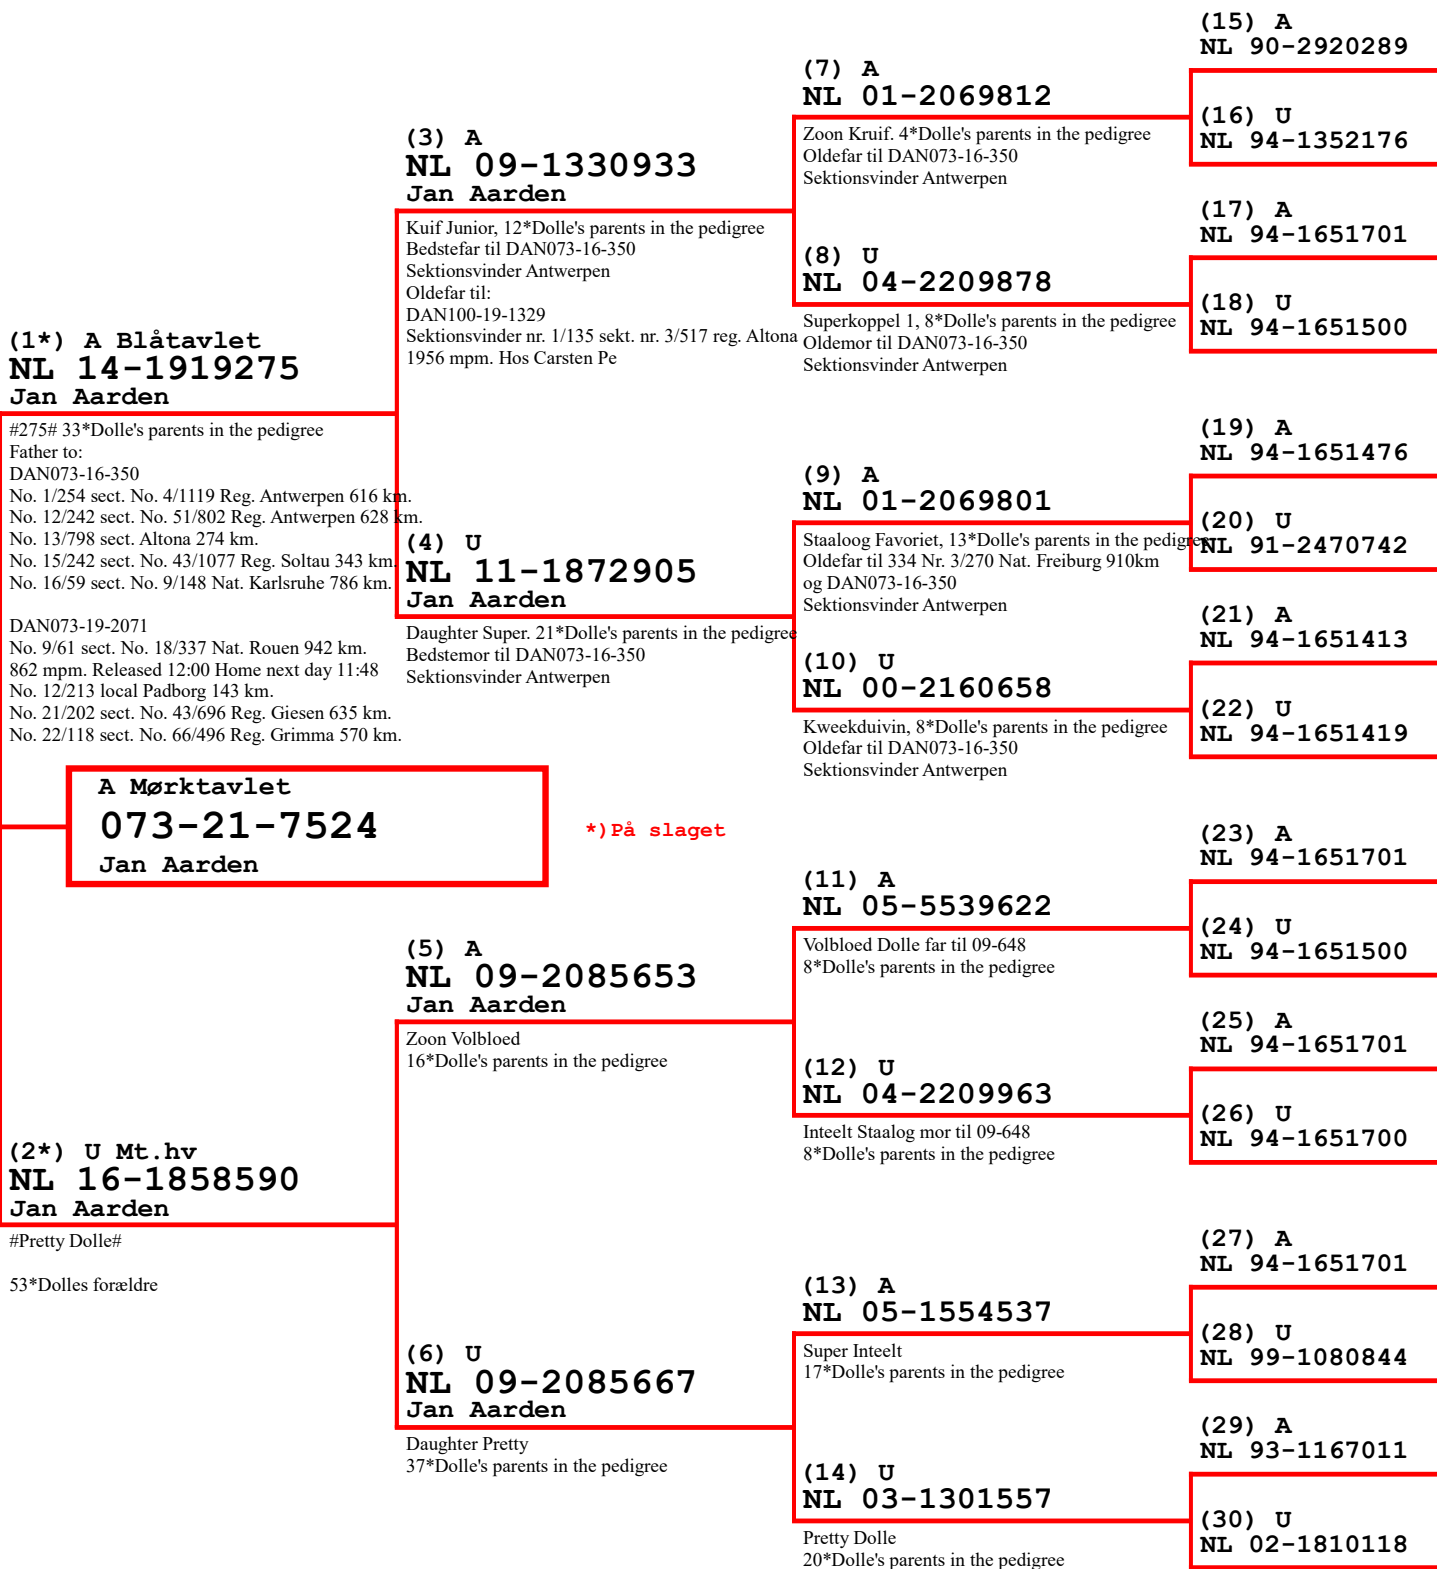 (1*) A Blåtavlet
NL 14-1919275
Jan Aarden
#275# 33*Dolle's parents in the pedigree
Father to:
DAN073-16-350
No. 1/254 sect. No. 4/1119 Reg. Antwerpen 616 km.
No. 12/242 sect. No. 51/802 Reg. Antwerpen 628 km.
No. 13/798 sect. Altona 274 km.
No. 15/242 sect. No. 43/1077 Reg. Soltau 343 km.
No. 16/59 sect. No. 9/148 Nat. Karlsruhe 786 km.
DAN073-19-2071
No. 9/61 sect. No. 18/337 Nat. Rouen 942 km.
862 mpm. Released 12:00 Home next day 11:48
No. 12/213 local Padborg 143 km.
No. 21/202 sect. No. 43/696 Reg. Giesen 635 km.
No. 22/118 sect. No. 66/496 Reg. Grimma 570 km.
A Mørktavlet
073-21-7524
Jan Aarden
*)På slaget
(2*) U Mt.hv
NL 16-1858590
Jan Aarden
#Pretty Dolle#
53*Dolles forældre
(3) A
NL 09-1330933
Jan Aarden
Kuif Junior, 12*Dolle's parents in the pedigree
Bedstefar til DAN073-16-350
Sektionsvinder Antwerpen
Oldefar til:
DAN100-19-1329
Sektionsvinder nr. 1/135 sekt. nr. 3/517 reg. Altona
1956 mpm. Hos Carsten Pe
(4) U
NL 11-1872905
Jan Aarden
Daughter Super. 21*Dolle's parents in the pedigree
Bedstemor til DAN073-16-350
Sektionsvinder Antwerpen
(5) A
NL 09-2085653
Jan Aarden
Zoon Volbloed
16*Dolle's parents in the pedigree
(6) U
NL 09-2085667
Jan Aarden
Daughter Pretty
37*Dolle's parents in the pedigree
(7) A
NL 01-2069812
Zoon Kruif. 4*Dolle's parents in the pedigree
Oldefar til DAN073-16-350
Sektionsvinder Antwerpen
(8) U
NL 04-2209878
Superkoppel 1, 8*Dolle's parents in the pedigree
Oldemor til DAN073-16-350
Sektionsvinder Antwerpen
(9) A
NL 01-2069801
Staaloog Favoriet, 13*Dolle's parents in the pedigree
Oldefar til 334 Nr. 3/270 Nat. Freiburg 910km
og DAN073-16-350
Sektionsvinder Antwerpen
(10) U
NL 00-2160658
Kweekduivin, 8*Dolle's parents in the pedigree
Oldefar til DAN073-16-350
Sektionsvinder Antwerpen
(11) A
NL 05-5539622
Volbloed Dolle far til 09-648
8*Dolle's parents in the pedigree
(12) U
NL 04-2209963
Inteelt Staalog mor til 09-648
8*Dolle's parents in the pedigree
(13) A
NL 05-1554537
Super Inteelt
17*Dolle's parents in the pedigree
(14) U
NL 03-1301557
Pretty Dolle
20*Dolle's parents in the pedigree
(15) A
NL 90-2920289
(16) U
NL 94-1352176
(17) A
NL 94-1651701
(18) U
NL 94-1651500
(19) A
NL 94-1651476
(20) U
NL 91-2470742
(21) A
NL 94-1651413
(22) U
NL 94-1651419
(23) A
NL 94-1651701
(24) U
NL 94-1651500
(25) A
NL 94-1651701
(26) U
NL 94-1651700
(27) A
NL 94-1651701
(28) U
NL 99-1080844
(29) A
NL 93-1167011
(30) U
NL 02-1810118